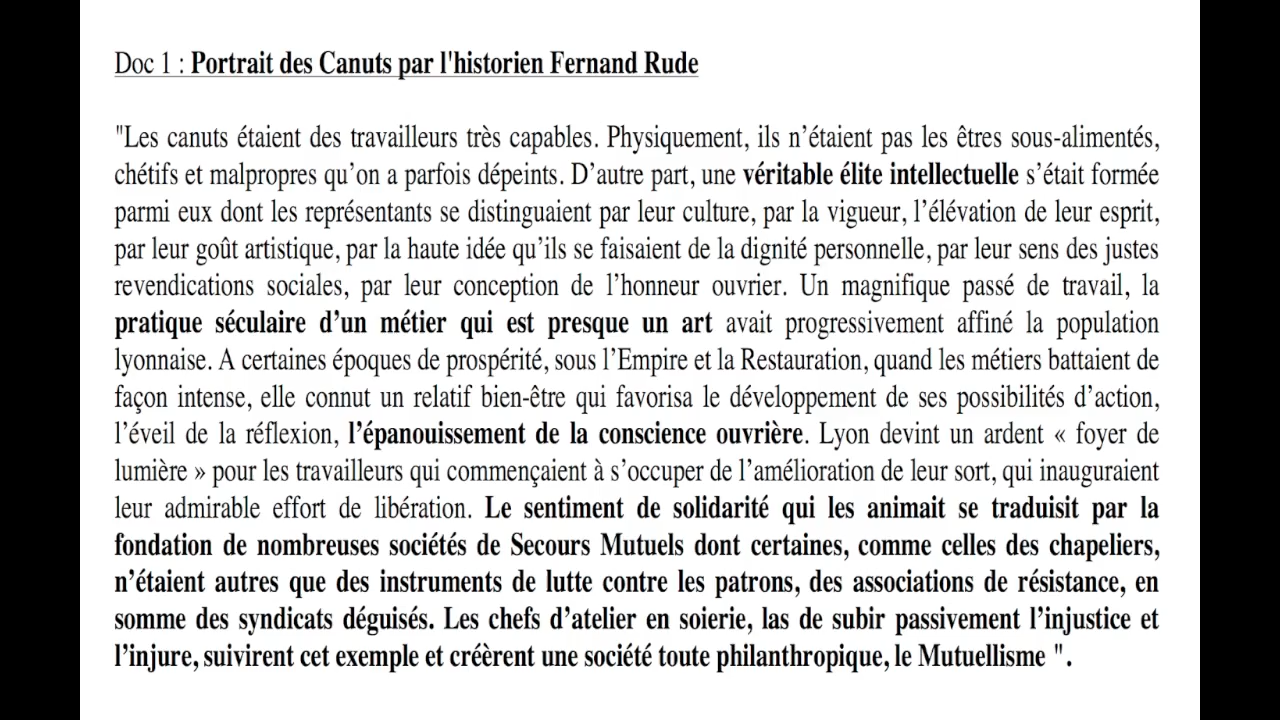 Doc 1 : Portrait des Canuts par l'historien Fernand Rude
"Les canuts étaient des travailleurs très capables. Physiquement, ils n’étaient pas les êtres sous-alimentés,
chétifs et malpropres qu’on a parfois dépeints. D’autre part, une véritable élite intellectuelle s’était formée
parmi eux dont les représentants se distinguaient par leur culture, par la vigueur, l’élévation de leur esprit,
par leur goût artistique, par la haute idée qu’ils se faisaient de la dignité personnelle, par leur sens des justes
revendications sociales, par leur conception de l’honneur ouvrier. Un magnifique passé de travail, la
pratique séculaire d’un métier qui est presque un art avait progressivement affiné la population
lyonnaise. A certaines époques de prospérité, sous l’Empire et la Restauration, quand les métiers battaient de
façon intense, elle connut un relatif bien-être qui favorisa le développement de ses possibilités d’action,
l’éveil de la réflexion, l’épanouissement de la conscience ouvrière. Lyon devint un ardent « foyer de
lumière » pour les travailleurs qui commençaient à s’occuper de l’amélioration de leur sort, qui inauguraient
leur admirable effort de libération. Le sentiment de solidarité qui les animait se traduisit par la
fondation de nombreuses sociétés de Secours Mutuels dont certaines, comme celles des chapeliers,
n’étaient autres que des instruments de lutte contre les patrons, des associations de résistance, en
somme des syndicats déguisés. Les chefs d’atelier en soierie, las de subir passivement l’injustice et
l’injure, suivirent cet exemple et créèrent une société toute philanthropique, le Mutuellisme ".